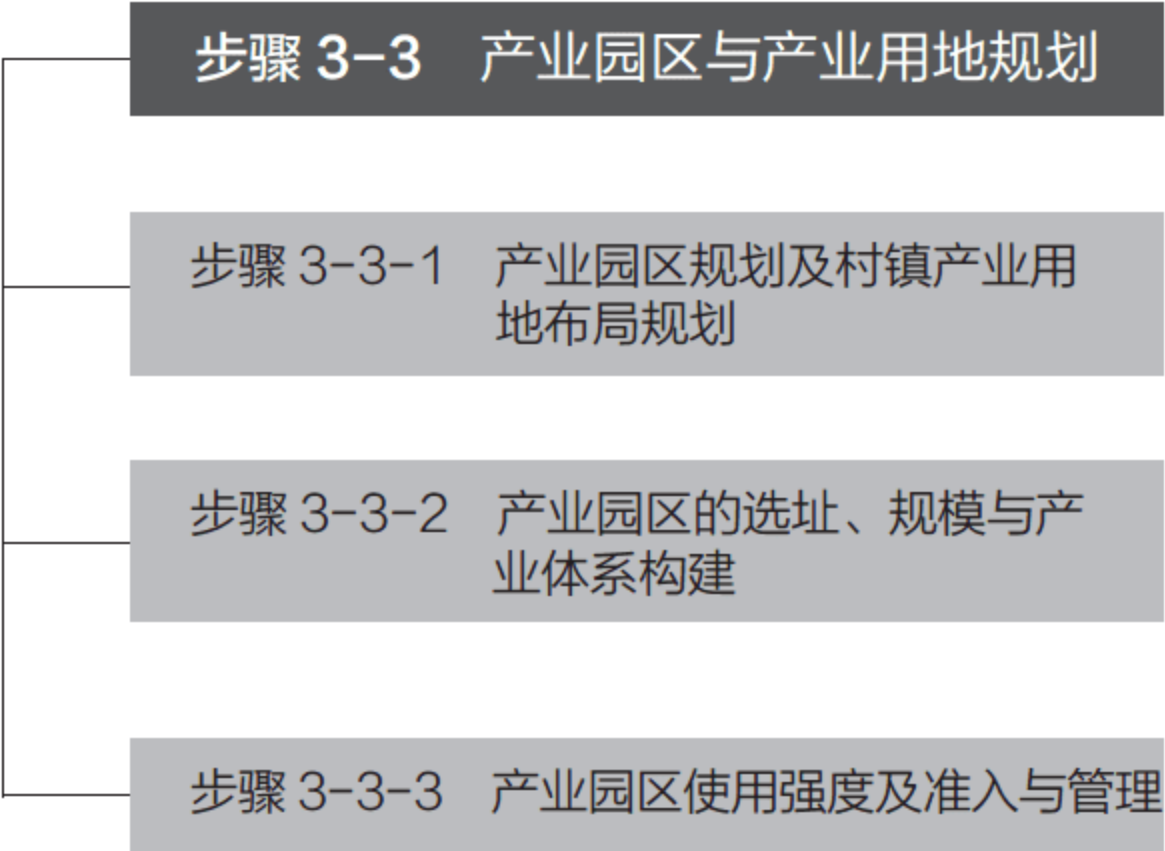 步骤 3-3 产业园区与产业用地规划
步骤 3-3-1 产业园区规划及村镇产业用
地布局规划
步骤 3-3-2 产业园区的选址、规模与产
业体系构建
步骤 3-3-3 产业园区使用强度及准入与管理